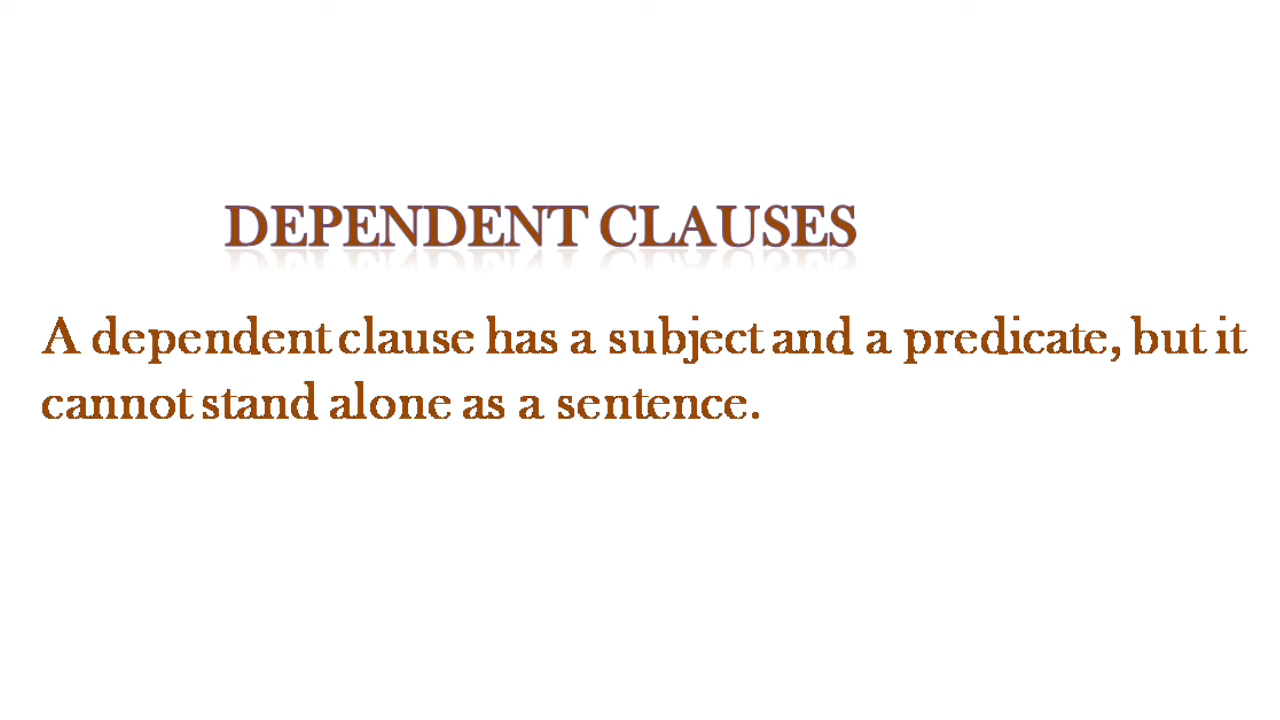 DEPENDENT CLAUSES
A dependent clause has a subject and a predicate, but it
cannot stand alone as a sentence.